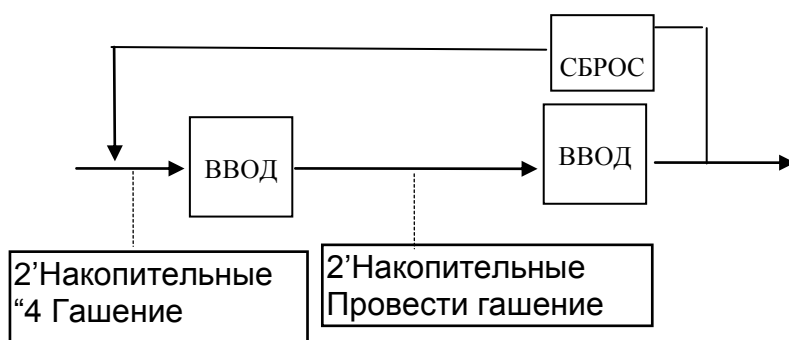 СБРОС
ВВОД
ВВОД
2’Накопительные
“4 Гашение
2’Накопительные
Провести гашение